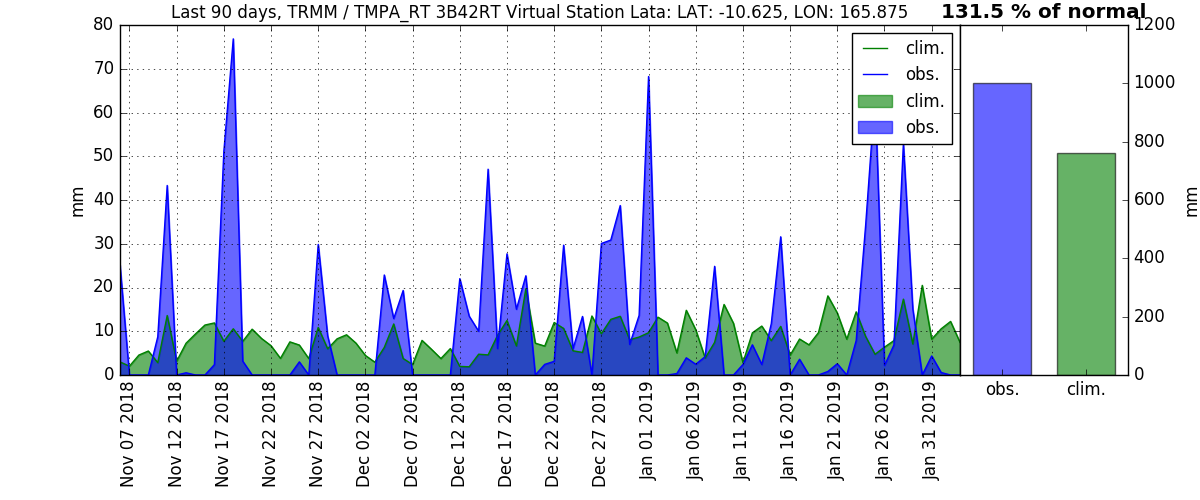 Last 90 days, TRMM / TMPA_RT 3B42RT Virtual Station Lata: LAT: -10.625, LON: 165.875
131.5 % of normal
80
70
60
50
40
30
20
10
0
mm
clim.
obs.
clim.
obs.
1200
1000
800
600
400
200
0
mm
Nov 07 2018
Nov 12 2018
Nov 17 2018
Nov 22 2018
Nov 27 2018
Dec 02 2018
Dec 07 2018
Dec 12 2018
Dec 17 2018
Dec 22 2018
Dec 27 2018
Jan 01 2019
Jan 06 2019
Jan 11 2019
Jan 16 2019
Jan 21 2019
Jan 26 2019
Jan 31 2019
obs.
clim.